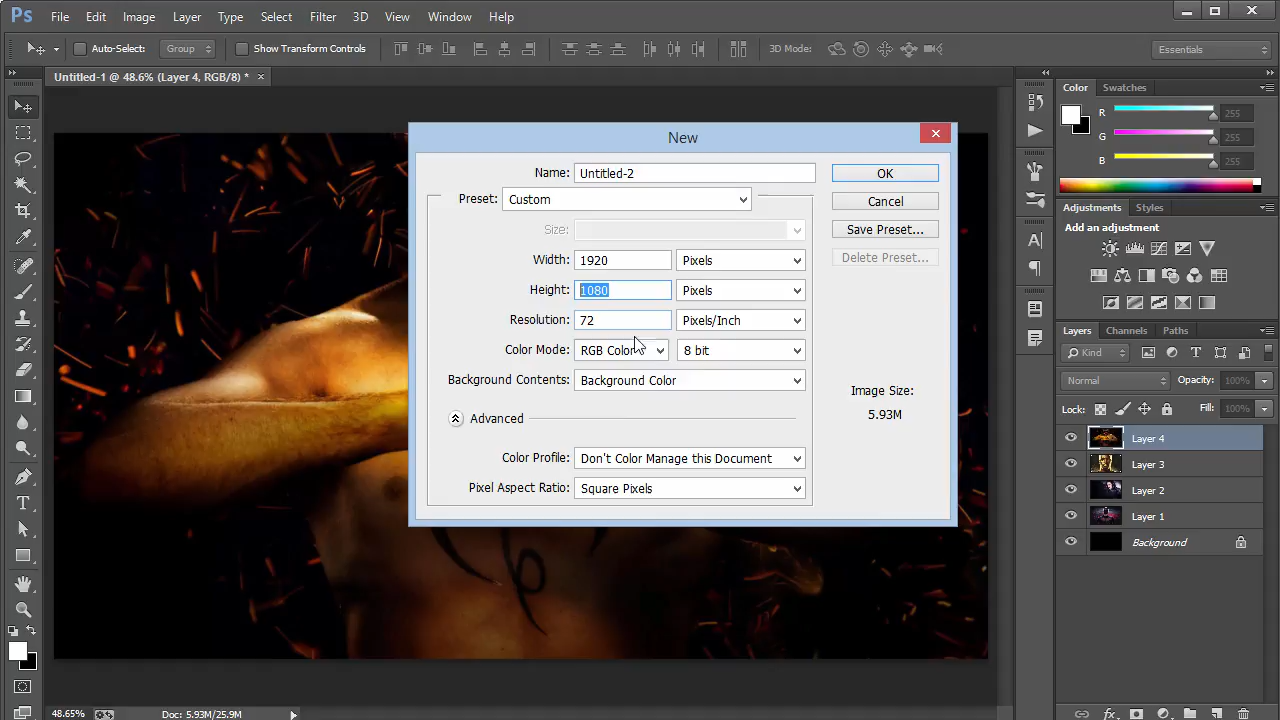 Ps File Edit Image Layer Type Select Filter 3D View Window Help
Auto-Select: Group Show Transform Controls 3D Mode: Essentials
Untitled-1 @ 48.6% (Layer 4, RGB/8) * ×
New
Name: Untitled-2 OK
Preset: Custom Cancel
Size: Save Preset...
Width: 1920 Pixels Delete Preset...
Height: 1080 Pixels
Resolution: 72 Pixels/Inch
Color Mode: RGB Color 8 bit
Background Contents: Background Color
Image Size:
5.93M
Advanced
Color Profile: Don't Color Manage this Document
Pixel Aspect Ratio: Square Pixels
Color Swatches
R 255
G 255
B 255
Adjustments Styles
Add an adjustment
Layers Channels Paths
Kind
Normal Opacity: 100%
Lock: Fill: 100%
Layer 4
Layer 3
Layer 2
Layer 1
Background
fx
48.65% Doc: 5.93M/25.9M